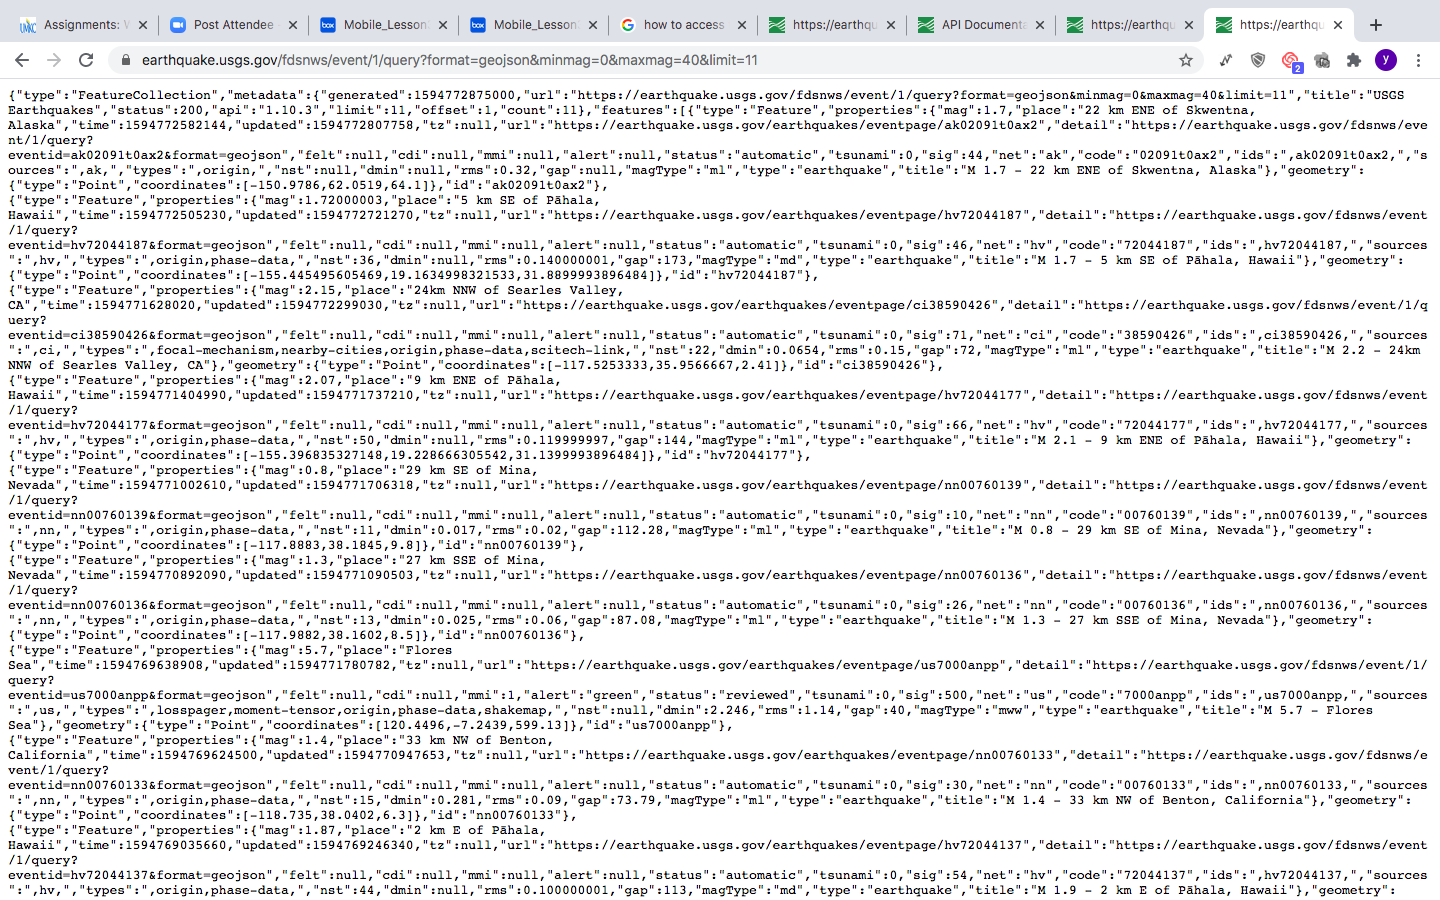 Assignments: W
Post Attendee
Mobile_Lesson
Mobile_Lesson
how to access
https://earthqu
API Documenta
https://earthqu
https://earthqu
earthquake.usgs.gov/fdsnws/event/1/query?format=geojson&minmag=0&maxmag=40&limit=11
2
y
{"type":"FeatureCollection","metadata":{"generated":1594772875000,"url":"https://earthquake.usgs.gov/fdsnws/event/1/query?format=geojson&minmag=0&maxmag=40&limit=11","title":"USGS
Earthquakes","status":200,"api":"1.10.3","limit":11,"offset":1,"count":11},"features":[{"type":"Feature","properties":{"mag":1.7,"place":"22 km ENE of Skwentna,
Alaska","time":1594772582144,"updated":1594772807758,"tz":null,"url":"https://earthquake.usgs.gov/earthquakes/eventpage/ak02091t0ax2","detail":"https://earthquake.usgs.gov/fdsnws/eve
nt/1/query?
eventid=ak02091t0ax2&format=geojson","felt":null,"cdi":null,"mmi":null,"alert":null,"status":"automatic","tsunami":0,"sig":44,"net":"ak","code":"02091t0ax2","ids":",ak02091t0ax2,","s
ources":",ak,","types":",origin,","nst":null,"dmin":null,"rms":0.32,"gap":null,"magType":"ml","type":"earthquake","title":"M 1.7 - 22 km ENE of Skwentna, Alaska"},"geometry":
{"type":"Point","coordinates":[-150.9786,62.0519,64.1]},"id":"ak02091t0ax2"},
{"type":"Feature","properties":{"mag":1.72000003,"place":"5 km SE of Pāhala,
Hawaii","time":1594772505230,"updated":1594772721270,"tz":null,"url":"https://earthquake.usgs.gov/earthquakes/eventpage/hv72044187","detail":"https://earthquake.usgs.gov/fdsnws/event
/1/query?
eventid=hv72044187&format=geojson","felt":null,"cdi":null,"mmi":null,"alert":null,"status":"automatic","tsunami":0,"sig":46,"net":"hv","code":"72044187","ids":",hv72044187,","sources
":",hv,","types":",origin,phase-data,","nst":36,"dmin":null,"rms":0.140000001,"gap":173,"magType":"md","type":"earthquake","title":"M 1.7 - 5 km SE of Pāhala, Hawaii"},"geometry":
{"type":"Point","coordinates":[-155.445495605469,19.1634998321533,31.8899993896484]},"id":"hv72044187"},
{"type":"Feature","properties":{"mag":2.15,"place":"24km NNW of Searles Valley,
CA","time":1594771628020,"updated":1594772299030,"tz":null,"url":"https://earthquake.usgs.gov/earthquakes/eventpage/ci38590426","detail":"https://earthquake.usgs.gov/fdsnws/event/1/q
uery?
eventid=ci38590426&format=geojson","felt":null,"cdi":null,"mmi":null,"alert":null,"status":"automatic","tsunami":0,"sig":71,"net":"ci","code":"38590426","ids":",ci38590426,","sources
":",ci,","types":",focal-mechanism,nearby-cities,origin,phase-data,scitech-link,","nst":22,"dmin":0.0654,"rms":0.15,"gap":72,"magType":"ml","type":"earthquake","title":"M 2.2 - 24km
NNW of Searles Valley, CA"},"geometry":{"type":"Point","coordinates":[-117.5253333,35.9566667,2.41]},"id":"ci38590426"},
{"type":"Feature","properties":{"mag":2.07,"place":"9 km ENE of Pāhala,
Hawaii","time":1594771404990,"updated":1594771737210,"tz":null,"url":"https://earthquake.usgs.gov/earthquakes/eventpage/hv72044177","detail":"https://earthquake.usgs.gov/fdsnws/event
/1/query?
eventid=hv72044177&format=geojson","felt":null,"cdi":null,"mmi":null,"alert":null,"status":"automatic","tsunami":0,"sig":66,"net":"hv","code":"72044177","ids":",hv72044177,","sources
":",hv,","types":",origin,phase-data,","nst":50,"dmin":null,"rms":0.119999997,"gap":144,"magType":"ml","type":"earthquake","title":"M 2.1 - 9 km ENE of Pāhala, Hawaii"},"geometry":
{"type":"Point","coordinates":[-155.396835327148,19.228666305542,31.1399993896484]},"id":"hv72044177"},
{"type":"Feature","properties":{"mag":0.8,"place":"29 km SE of Mina,
Nevada","time":1594771002610,"updated":1594771706318,"tz":null,"url":"https://earthquake.usgs.gov/earthquakes/eventpage/nn00760139","detail":"https://earthquake.usgs.gov/fdsnws/event
/1/query?
eventid=nn00760139&format=geojson","felt":null,"cdi":null,"mmi":null,"alert":null,"status":"automatic","tsunami":0,"sig":10,"net":"nn","code":"00760139","ids":",nn00760139,","sources
":",nn,","types":",origin,phase-data,","nst":11,"dmin":0.017,"rms":0.02,"gap":112.28,"magType":"ml","type":"earthquake","title":"M 0.8 - 29 km SE of Mina, Nevada"},"geometry":
{"type":"Point","coordinates":[-117.8883,38.1845,9.8]},"id":"nn00760139"},
{"type":"Feature","properties":{"mag":1.3,"place":"27 km SSE of Mina,
Nevada","time":1594770892090,"updated":1594771090503,"tz":null,"url":"https://earthquake.usgs.gov/earthquakes/eventpage/nn00760136","detail":"https://earthquake.usgs.gov/fdsnws/event
/1/query?
eventid=nn00760136&format=geojson","felt":null,"cdi":null,"mmi":null,"alert":null,"status":"automatic","tsunami":0,"sig":26,"net":"nn","code":"00760136","ids":",nn00760136,","sources
":",nn,","types":",origin,phase-data,","nst":13,"dmin":0.025,"rms":0.06,"gap":87.08,"magType":"ml","type":"earthquake","title":"M 1.3 - 27 km SSE of Mina, Nevada"},"geometry":
{"type":"Point","coordinates":[-117.9882,38.1602,8.5]},"id":"nn00760136"},
{"type":"Feature","properties":{"mag":5.7,"place":"Flores
Sea","time":1594769638908,"updated":1594771780782,"tz":null,"url":"https://earthquake.usgs.gov/earthquakes/eventpage/us7000anpp","detail":"https://earthquake.usgs.gov/fdsnws/event/1/
query?
eventid=us7000anpp&format=geojson","felt":null,"cdi":null,"mmi":1,"alert":"green","status":"reviewed","tsunami":0,"sig":500,"net":"us","code":"7000anpp","ids":",us7000anpp,","sources
":",us,","types":",losspager,moment-tensor,origin,phase-data,shakemap,","nst":null,"dmin":2.246,"rms":1.14,"gap":40,"magType":"mww","type":"earthquake","title":"M 5.7 - Flores
Sea"},"geometry":{"type":"Point","coordinates":[120.4496,-7.2439,599.13]},"id":"us7000anpp"},
{"type":"Feature","properties":{"mag":1.4,"place":"33 km NW of Benton,
California","time":1594769624500,"updated":1594770947653,"tz":null,"url":"https://earthquake.usgs.gov/earthquakes/eventpage/nn00760133","detail":"https://earthquake.usgs.gov/fdsnws/e
vent/1/query?
eventid=nn00760133&format=geojson","felt":null,"cdi":null,"mmi":null,"alert":null,"status":"automatic","tsunami":0,"sig":30,"net":"nn","code":"00760133","ids":",nn00760133,","sources
":",nn,","types":",origin,phase-data,","nst":15,"dmin":0.281,"rms":0.09,"gap":73.79,"magType":"ml","type":"earthquake","title":"M 1.4 - 33 km NW of Benton, California"},"geometry":
{"type":"Point","coordinates":[-118.735,38.0402,6.3]},"id":"nn00760133"},
{"type":"Feature","properties":{"mag":1.87,"place":"2 km E of Pāhala,
Hawaii","time":1594769035660,"updated":1594769246340,"tz":null,"url":"https://earthquake.usgs.gov/earthquakes/eventpage/hv72044137","detail":"https://earthquake.usgs.gov/fdsnws/event
/1/query?
eventid=hv72044137&format=geojson","felt":null,"cdi":null,"mmi":null,"alert":null,"status":"automatic","tsunami":0,"sig":54,"net":"hv","code":"72044137","ids":",hv72044137,","sources
":",hv,","types":",origin,phase-data,","nst":44,"dmin":null,"rms":0.100000001,"gap":113,"magType":"md","type":"earthquake","title":"M 1.9 - 2 km E of Pāhala, Hawaii"},"geometry":